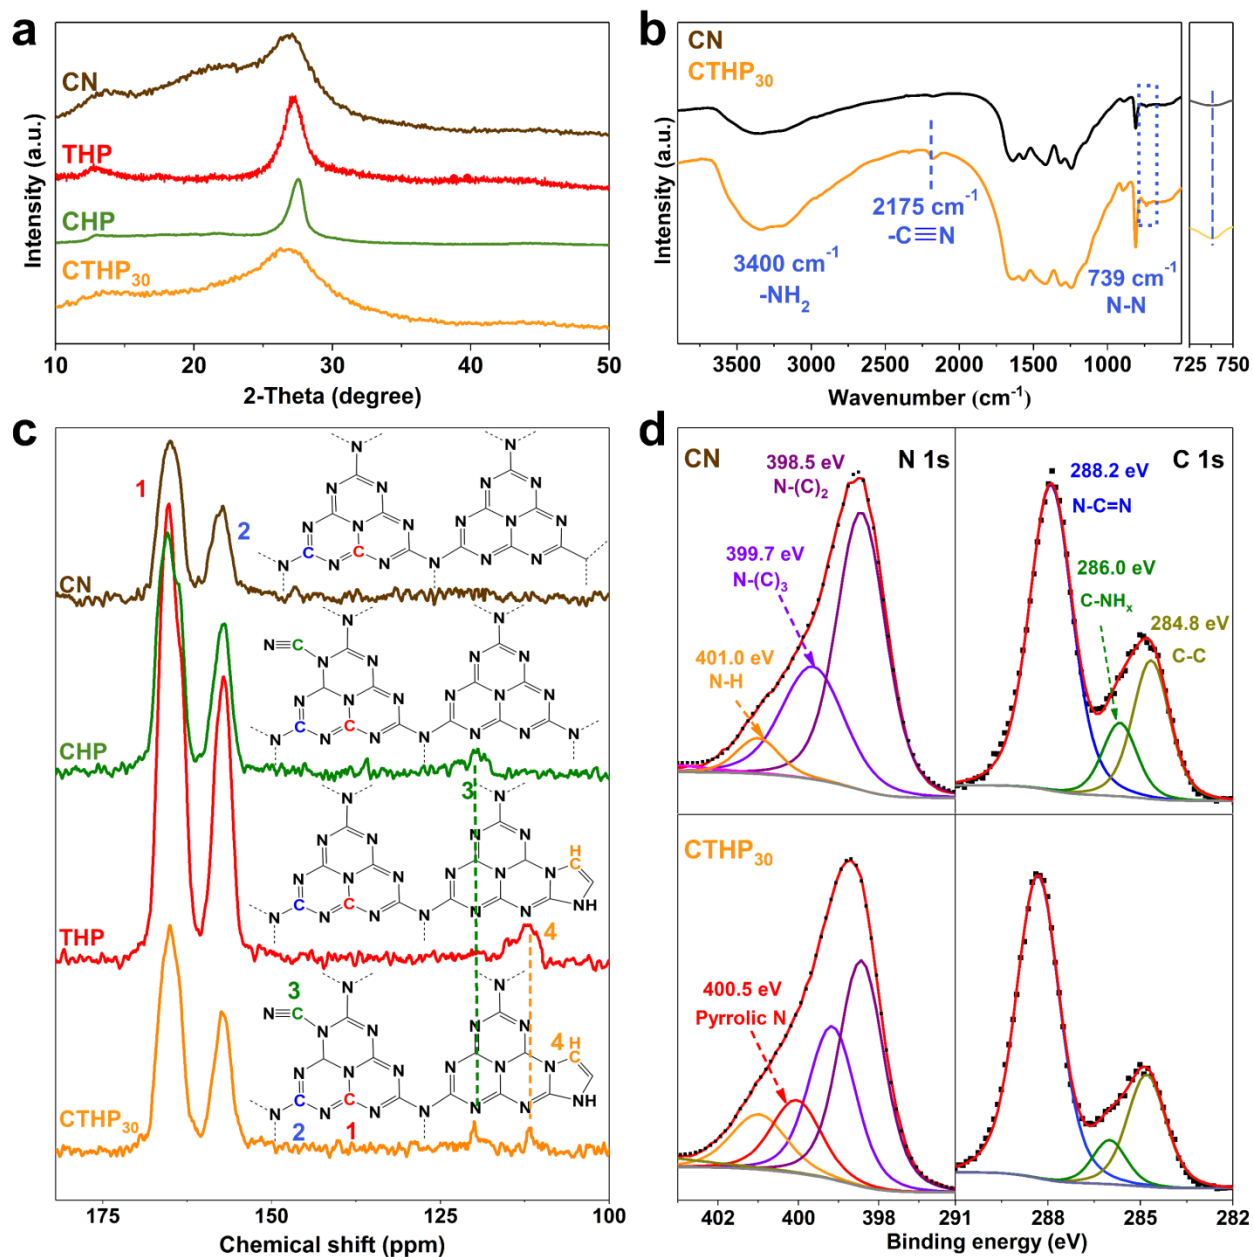 a
CN
THP
CHP
CTHP30
Intensity (a.u.)
10 20 30 40 50
2-Theta (degree)
b
CN
CTHP30
2175 cm-1
-C≡N
3400 cm-1
-NH2
739 cm-1
N-N
Intensity (a.u.)
3500 3000 2500 2000 1500 1000 725 750
Wavenumber (cm-1)
c
1
2
CN
N
N N N N
N N
N N N N
N C N C N N N N N
N
N≡C
N N N N
N N
N N N N
CHP
N C N C N N N N N
3
N
N N N N
H
C
N N N
N N N
N C N C N N N N NH
THP
4
3
N≡C
N
N N N N
4 H
C
N N N
N N N
N C N C N N N N NH
CTHP30
2 1
175 150 125 100
Chemical shift (ppm)
d
CN
N 1s
398.5 eV
N-(C)2
399.7 eV
N-(C)3
401.0 eV
N-H
C 1s
288.2 eV
N-C=N
286.0 eV
C-NHx
284.8 eV
C-C
CTHP30
400.5 eV
Pyrrolic N
402 400 398 291 288 285 282
Binding energy (eV)